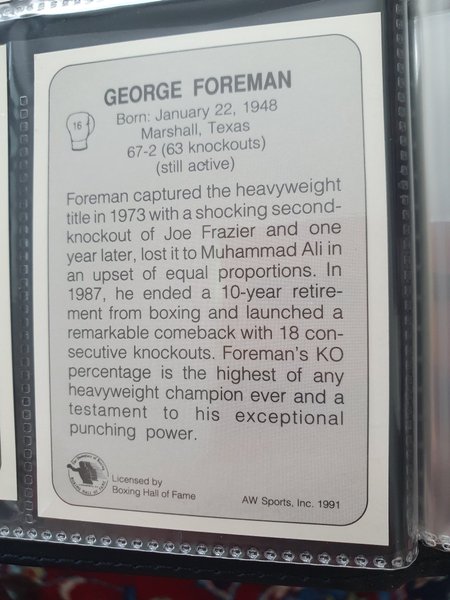 GEORGE FOREMAN
16
Born: January 22, 1948
Marshall, Texas
67-2 (63 knockouts)
(still active)
Foreman captured the heavyweight
title in 1973 with a shocking second-
knockout of Joe Frazier and one
year later, lost it to Muhammad Ali in
an upset of equal proportions. In
1987, he ended a 10-year retire-
ment from boxing and launched a
remarkable comeback with 18 con-
secutive knockouts. Foreman's KO
percentage is the highest of any
heavyweight champion ever and a
testament to his exceptional
punching power.
Licensed by
Boxing Hall of Fame
AW Sports, Inc. 1991